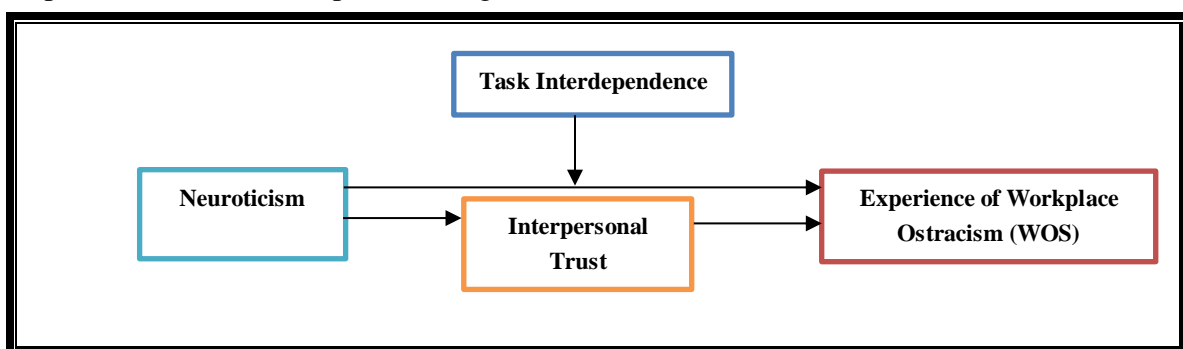 Task Interdependence
Neuroticism
Interpersonal
Trust
Experience of Workplace
Ostracism (WOS)